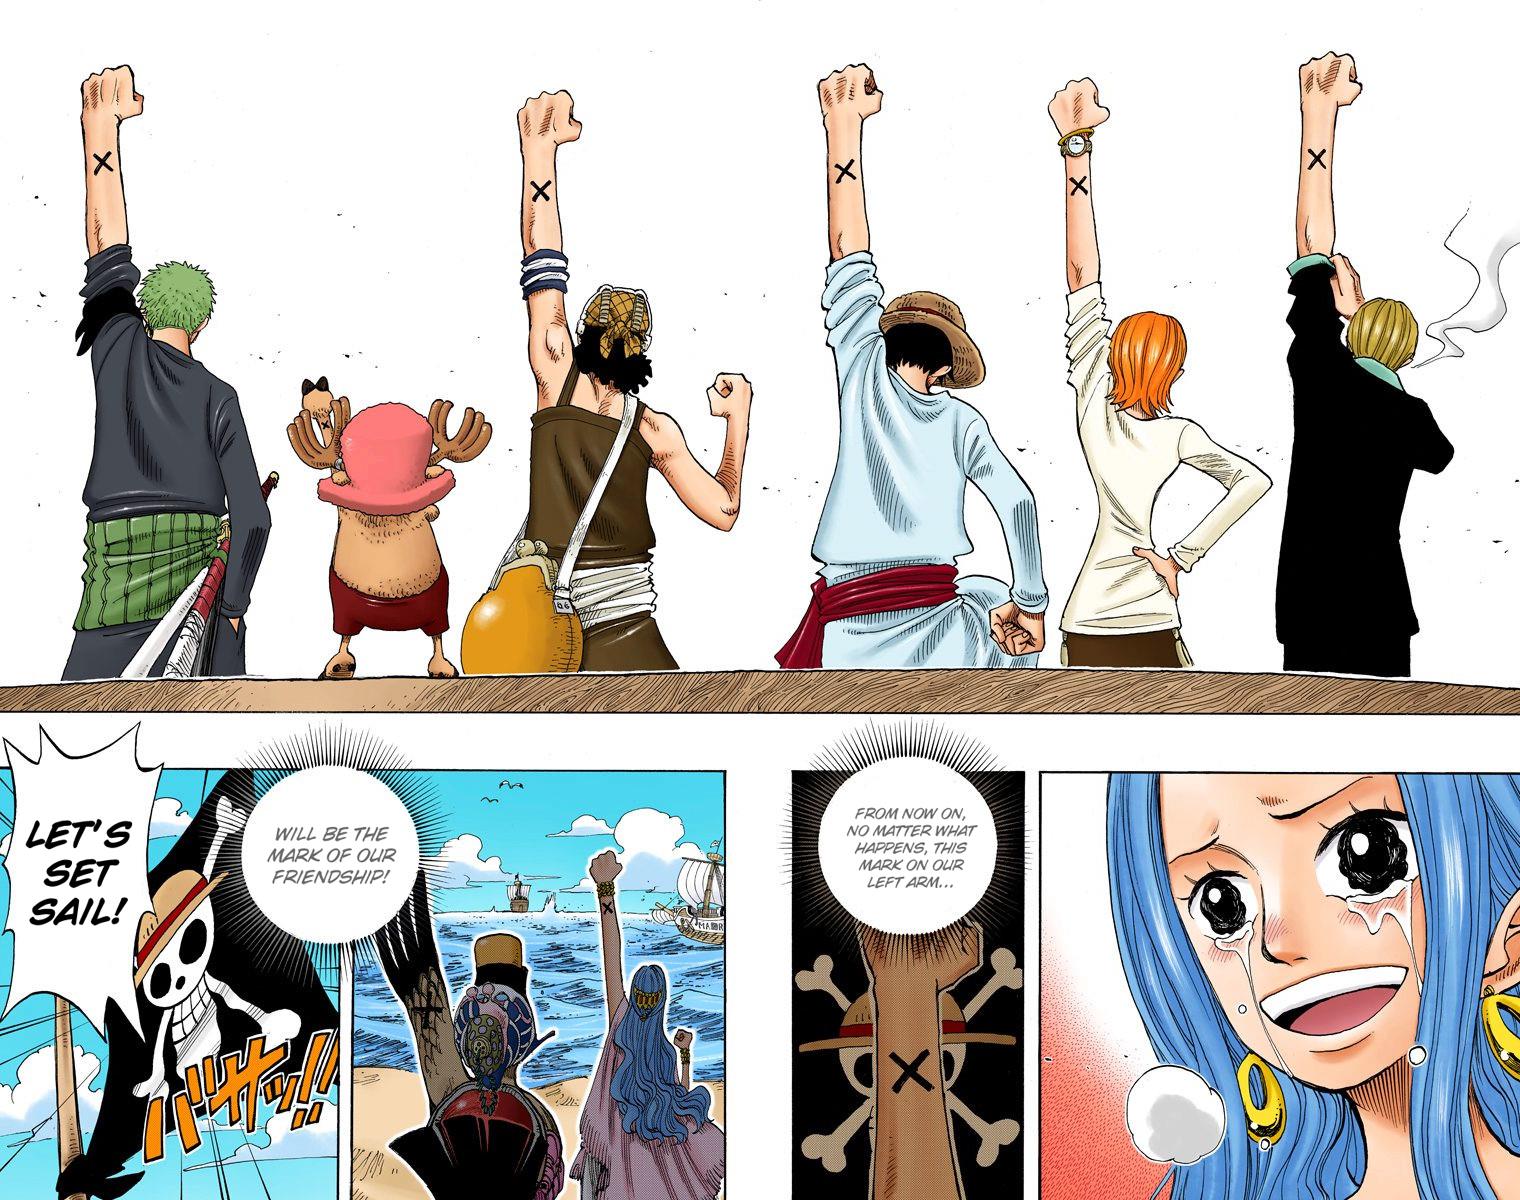 FROM NOW ON,
NO MATTER WHAT
HAPPENS, THIS
MARK ON OUR
LEFT ARM...
WILL BE THE
MARK OF OUR
FRIENDSHIP!
LET'S
SET
SAIL!
バサッ!!